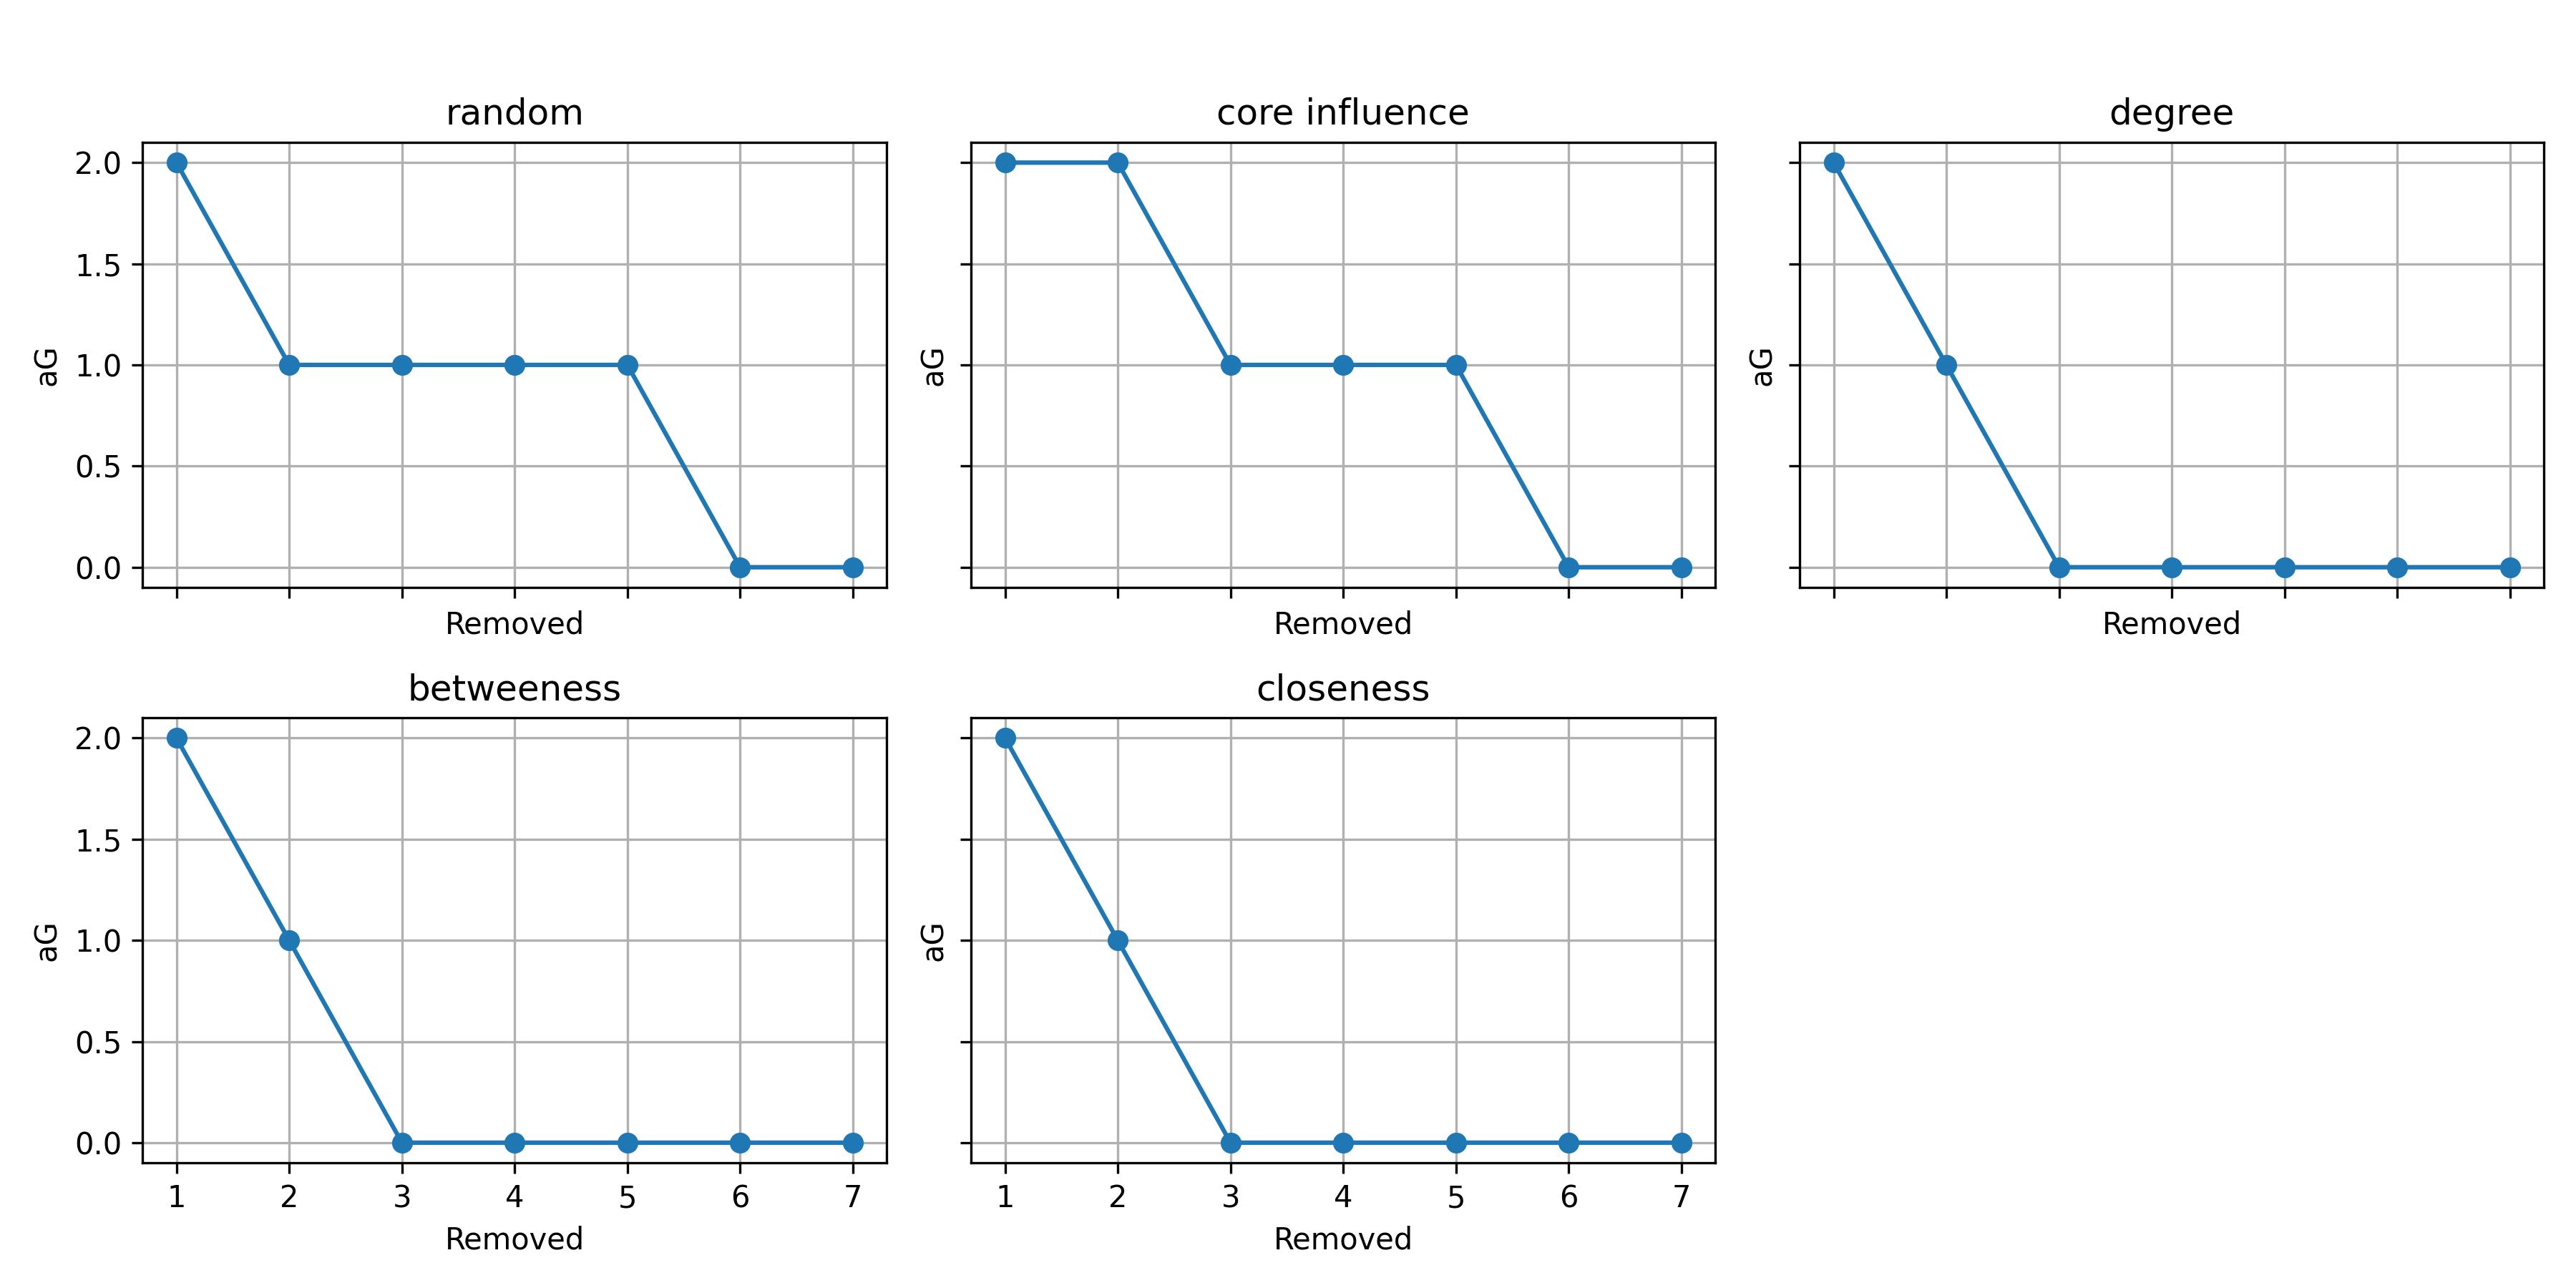 random
core influence
degree
2.0
1.5
1.0
0.5
0.0
aG
aG
aG
Removed
Removed
Removed
betweeness
closeness
2.0
1.5
1.0
0.5
0.0
aG
aG
1 2 3 4 5 6 7
1 2 3 4 5 6 7
Removed
Removed